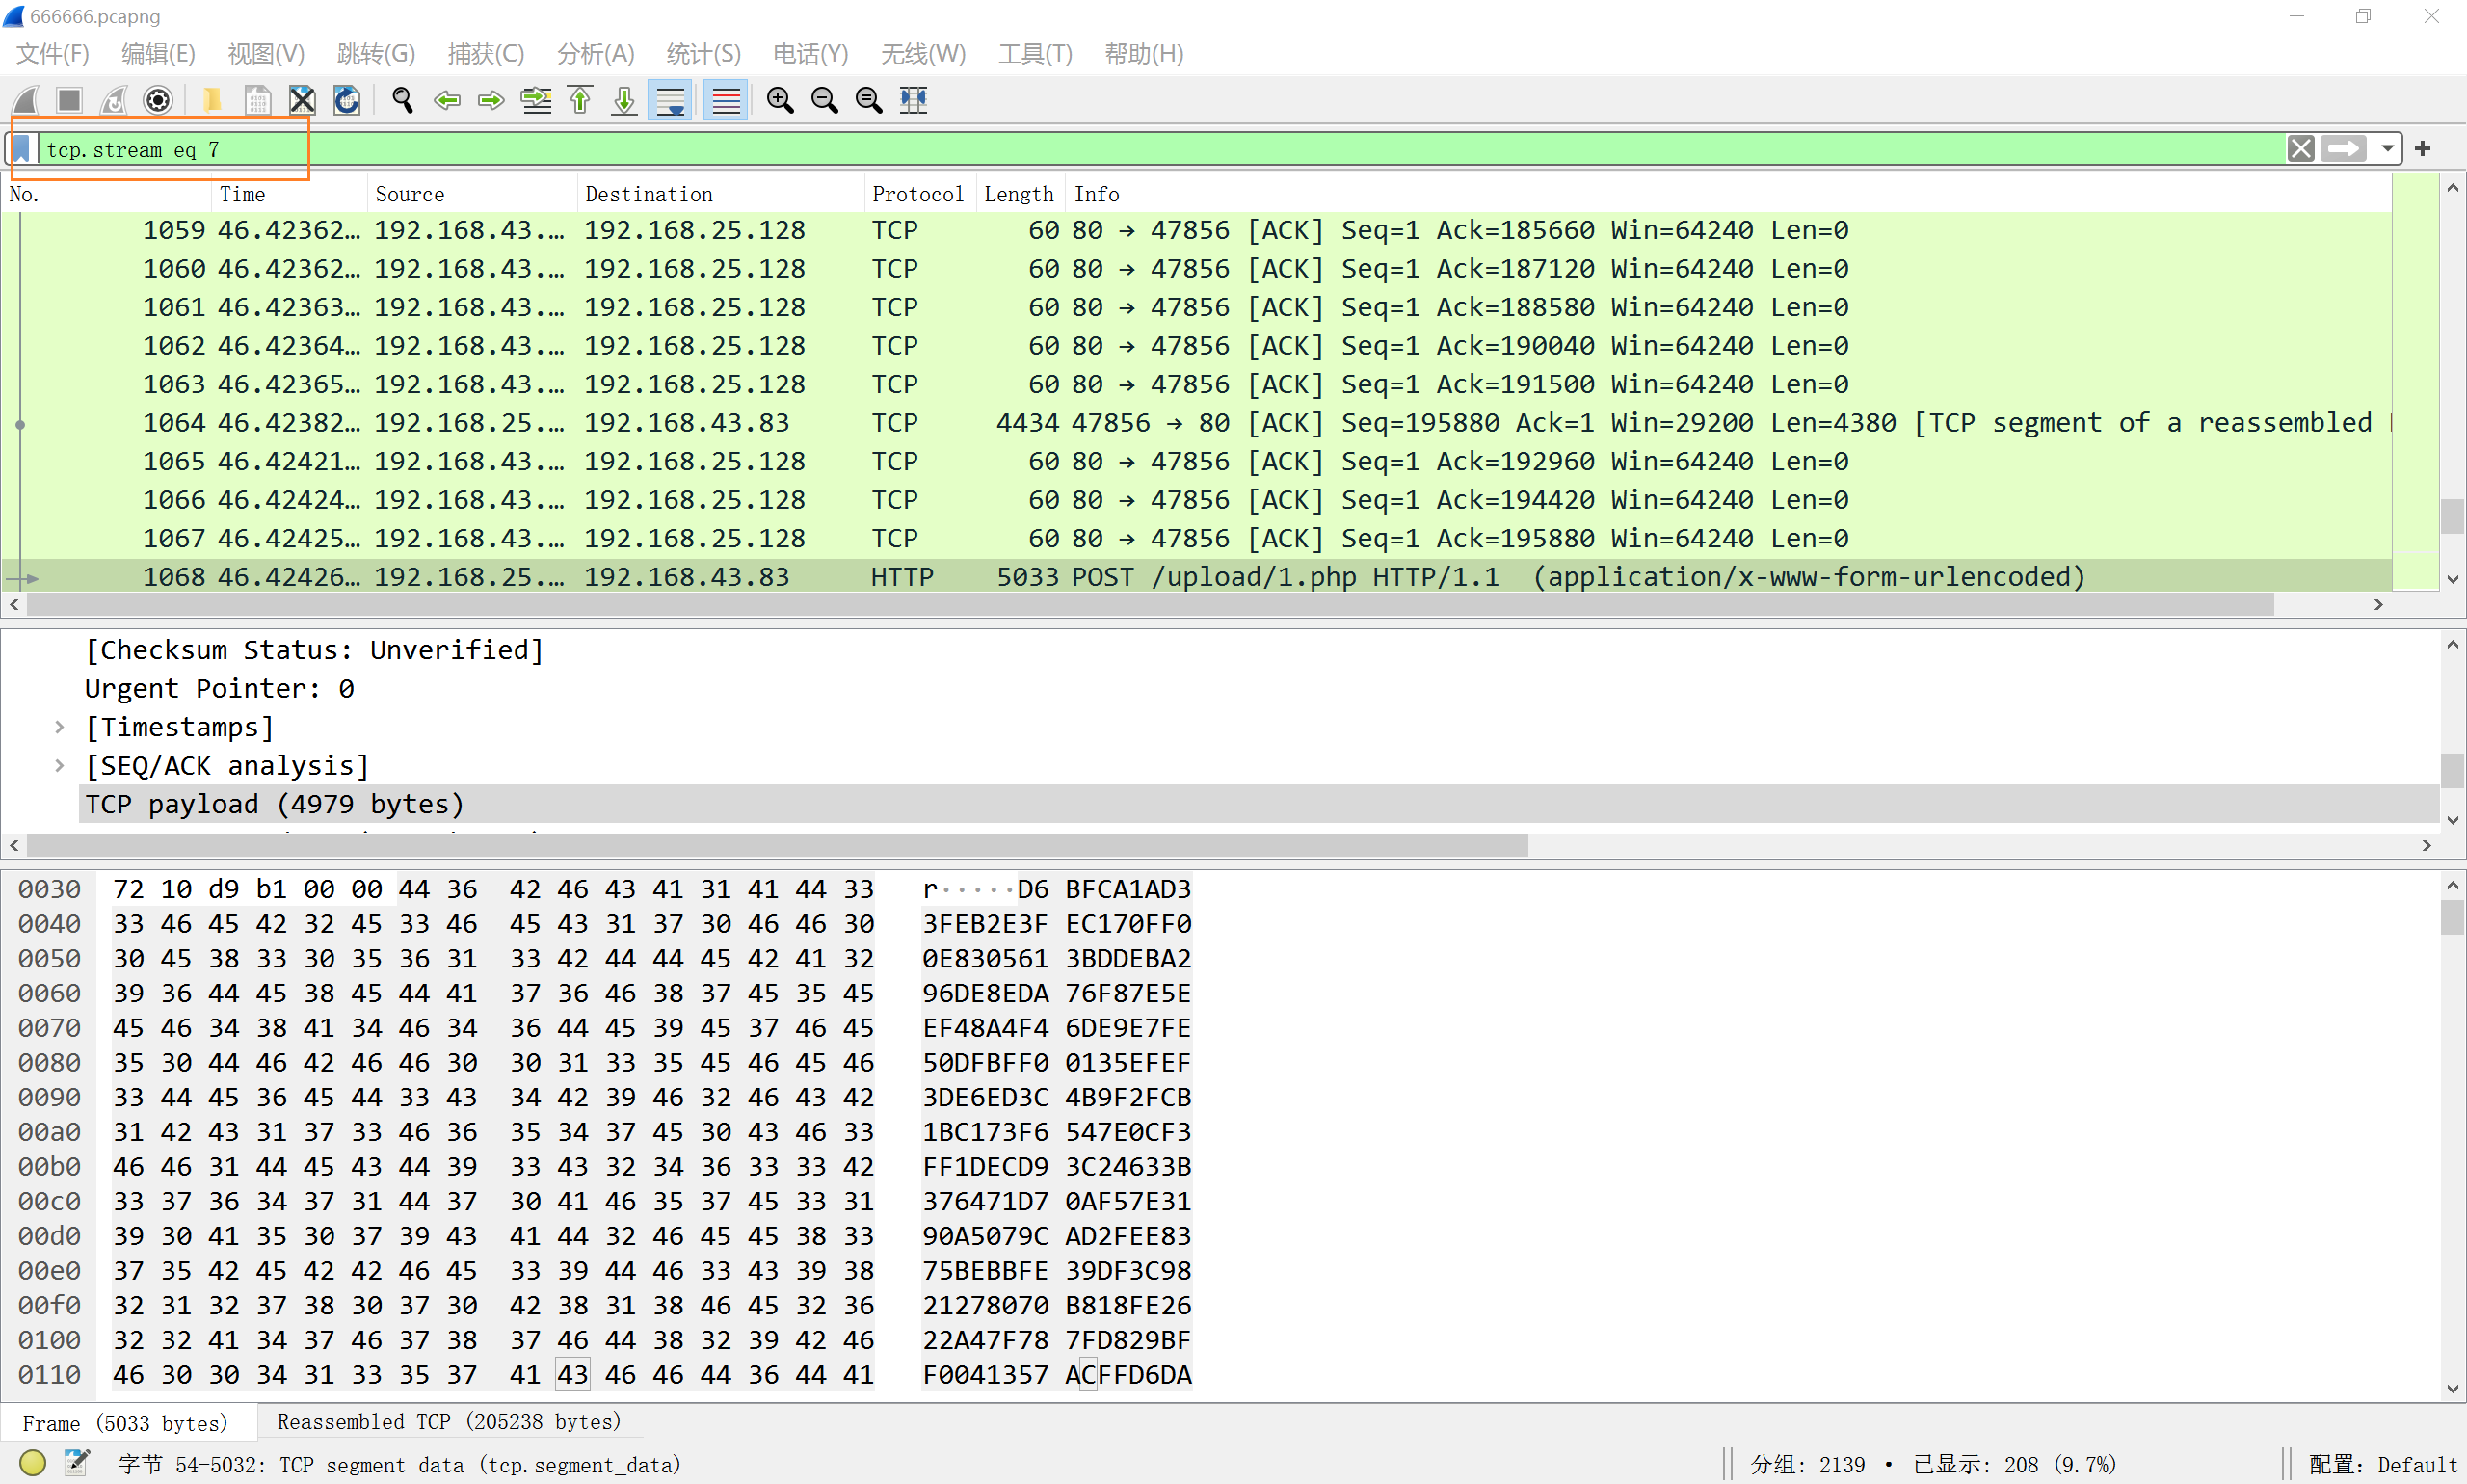 666666.pcapng
文件(F) 编辑(E) 视图(V) 跳转(G) 捕获(C) 分析(A) 统计(S) 电话(Y) 无线(W) 工具(T) 帮助(H)
tcp.stream eq 7
No. Time Source Destination Protocol Length Info
1059 46.42362… 192.168.43.… 192.168.25.128 TCP 60 80 → 47856 [ACK] Seq=1 Ack=185660 Win=64240 Len=0
1060 46.42362… 192.168.43.… 192.168.25.128 TCP 60 80 → 47856 [ACK] Seq=1 Ack=187120 Win=64240 Len=0
1061 46.42363… 192.168.43.… 192.168.25.128 TCP 60 80 → 47856 [ACK] Seq=1 Ack=188580 Win=64240 Len=0
1062 46.42364… 192.168.43.… 192.168.25.128 TCP 60 80 → 47856 [ACK] Seq=1 Ack=190040 Win=64240 Len=0
1063 46.42365… 192.168.43.… 192.168.25.128 TCP 60 80 → 47856 [ACK] Seq=1 Ack=191500 Win=64240 Len=0
1064 46.42382… 192.168.25.… 192.168.43.83 TCP 4434 47856 → 80 [ACK] Seq=195880 Ack=1 Win=29200 Len=4380 [TCP segment of a reassembled
1065 46.42421… 192.168.43.… 192.168.25.128 TCP 60 80 → 47856 [ACK] Seq=1 Ack=192960 Win=64240 Len=0
1066 46.42424… 192.168.43.… 192.168.25.128 TCP 60 80 → 47856 [ACK] Seq=1 Ack=194420 Win=64240 Len=0
1067 46.42425… 192.168.43.… 192.168.25.128 TCP 60 80 → 47856 [ACK] Seq=1 Ack=195880 Win=64240 Len=0
1068 46.42426… 192.168.25.… 192.168.43.83 HTTP 5033 POST /upload/1.php HTTP/1.1 (application/x-www-form-urlencoded)
[Checksum Status: Unverified]
Urgent Pointer: 0
[Timestamps]
[SEQ/ACK analysis]
TCP payload (4979 bytes)
0030 72 10 d9 b1 00 00 44 36 42 46 43 41 31 41 44 33 r·····D6 BFCA1AD3
0040 33 46 45 42 32 45 33 46 45 43 31 37 30 46 46 30 3FEB2E3F EC170FF0
0050 30 45 38 33 30 35 36 31 33 42 44 44 45 42 41 32 0E830561 3BDDEBA2
0060 39 36 44 45 38 45 44 41 37 36 46 38 37 45 35 45 96DE8EDA 76F87E5E
0070 45 46 34 38 41 34 46 34 36 44 45 39 45 37 46 45 EF48A4F4 6DE9E7FE
0080 35 30 44 46 42 46 46 30 30 31 33 35 45 46 45 46 50DFBFF0 0135EFEF
0090 33 44 45 36 45 44 33 43 34 42 39 46 32 46 43 42 3DE6ED3C 4B9F2FCB
00a0 31 42 43 31 37 33 46 36 35 34 37 45 30 43 46 33 1BC173F6 547E0CF3
00b0 46 46 31 44 45 43 44 39 33 43 32 34 36 33 33 42 FF1DECD9 3C24633B
00c0 33 37 36 34 37 31 44 37 30 41 46 35 37 45 33 31 376471D7 0AF57E31
00d0 39 30 41 35 30 37 39 43 41 44 32 46 45 45 38 33 90A5079C AD2FEE83
00e0 37 35 42 45 42 42 46 45 33 39 44 46 33 43 39 38 75BEBBFE 39DF3C98
00f0 32 31 32 37 38 30 37 30 42 38 31 38 46 45 32 36 21278070 B818FE26
0100 32 32 41 34 37 46 37 38 37 46 44 38 32 39 42 46 22A47F78 7FD829BF
0110 46 30 30 34 31 33 35 37 41 43 46 46 44 36 44 41 F0041357 ACFFD6DA
Frame (5033 bytes) Reassembled TCP (205238 bytes)
字节 54-5032: TCP segment data (tcp.segment_data) 分组: 2139 · 已显示: 208 (9.7%) 配置: Default